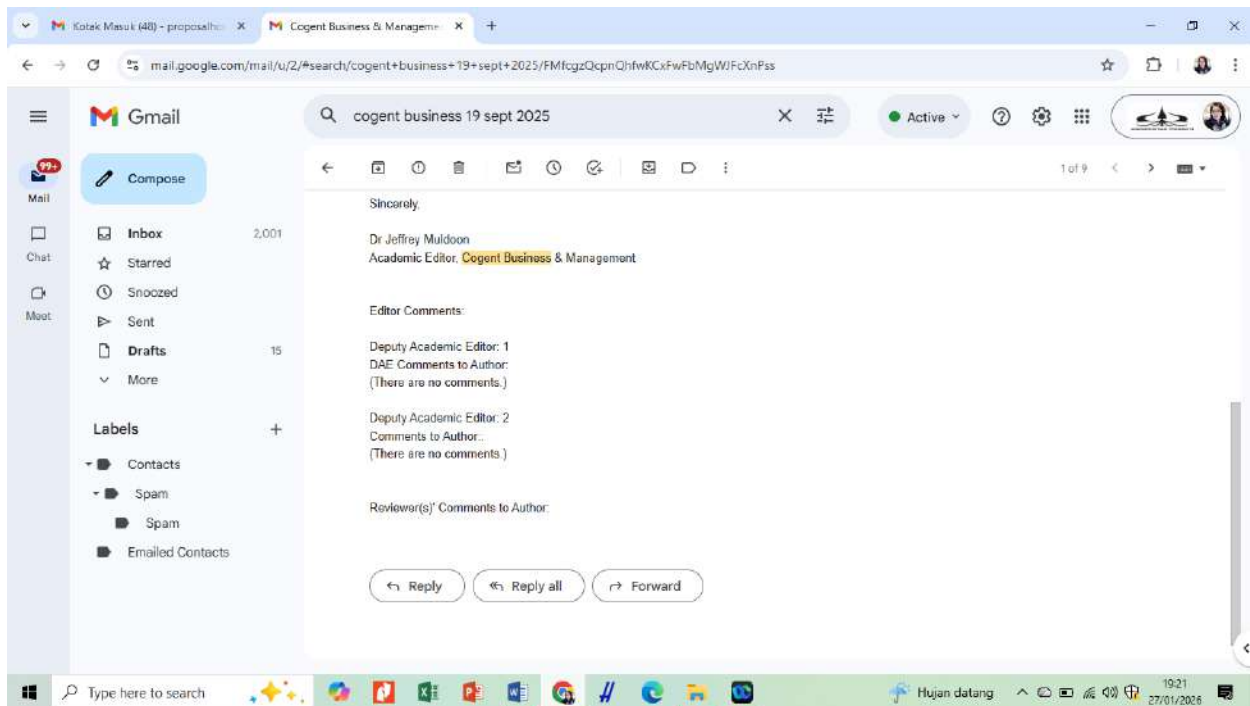 Kotak Masuk (48) - proposalho
Cogent Business & Manageme
mail.google.com/mail/u/2/#search/cogent+business+19+sept+2025/FMfcgzQcpnQhfwKCxFwFbMgWJFcXnPss
Gmail
cogent business 19 sept 2025
Active
99+
Mail
Compose
1 of 9
Chat
Meet
Inbox 2,001
Starred
Snoozed
Sent
Drafts 15
More
Labels
Contacts
Spam
Spam
Emailed Contacts
Sincerely,
Dr Jeffrey Muldoon
Academic Editor, Cogent Business & Management
Editor Comments:
Deputy Academic Editor: 1
DAE Comments to Author:
(There are no comments.)
Deputy Academic Editor: 2
Comments to Author:.
(There are no comments.)
Reviewer(s)' Comments to Author:
Reply
Reply all
Forward
Type here to search
Hujan datang
19:21
27/01/2026